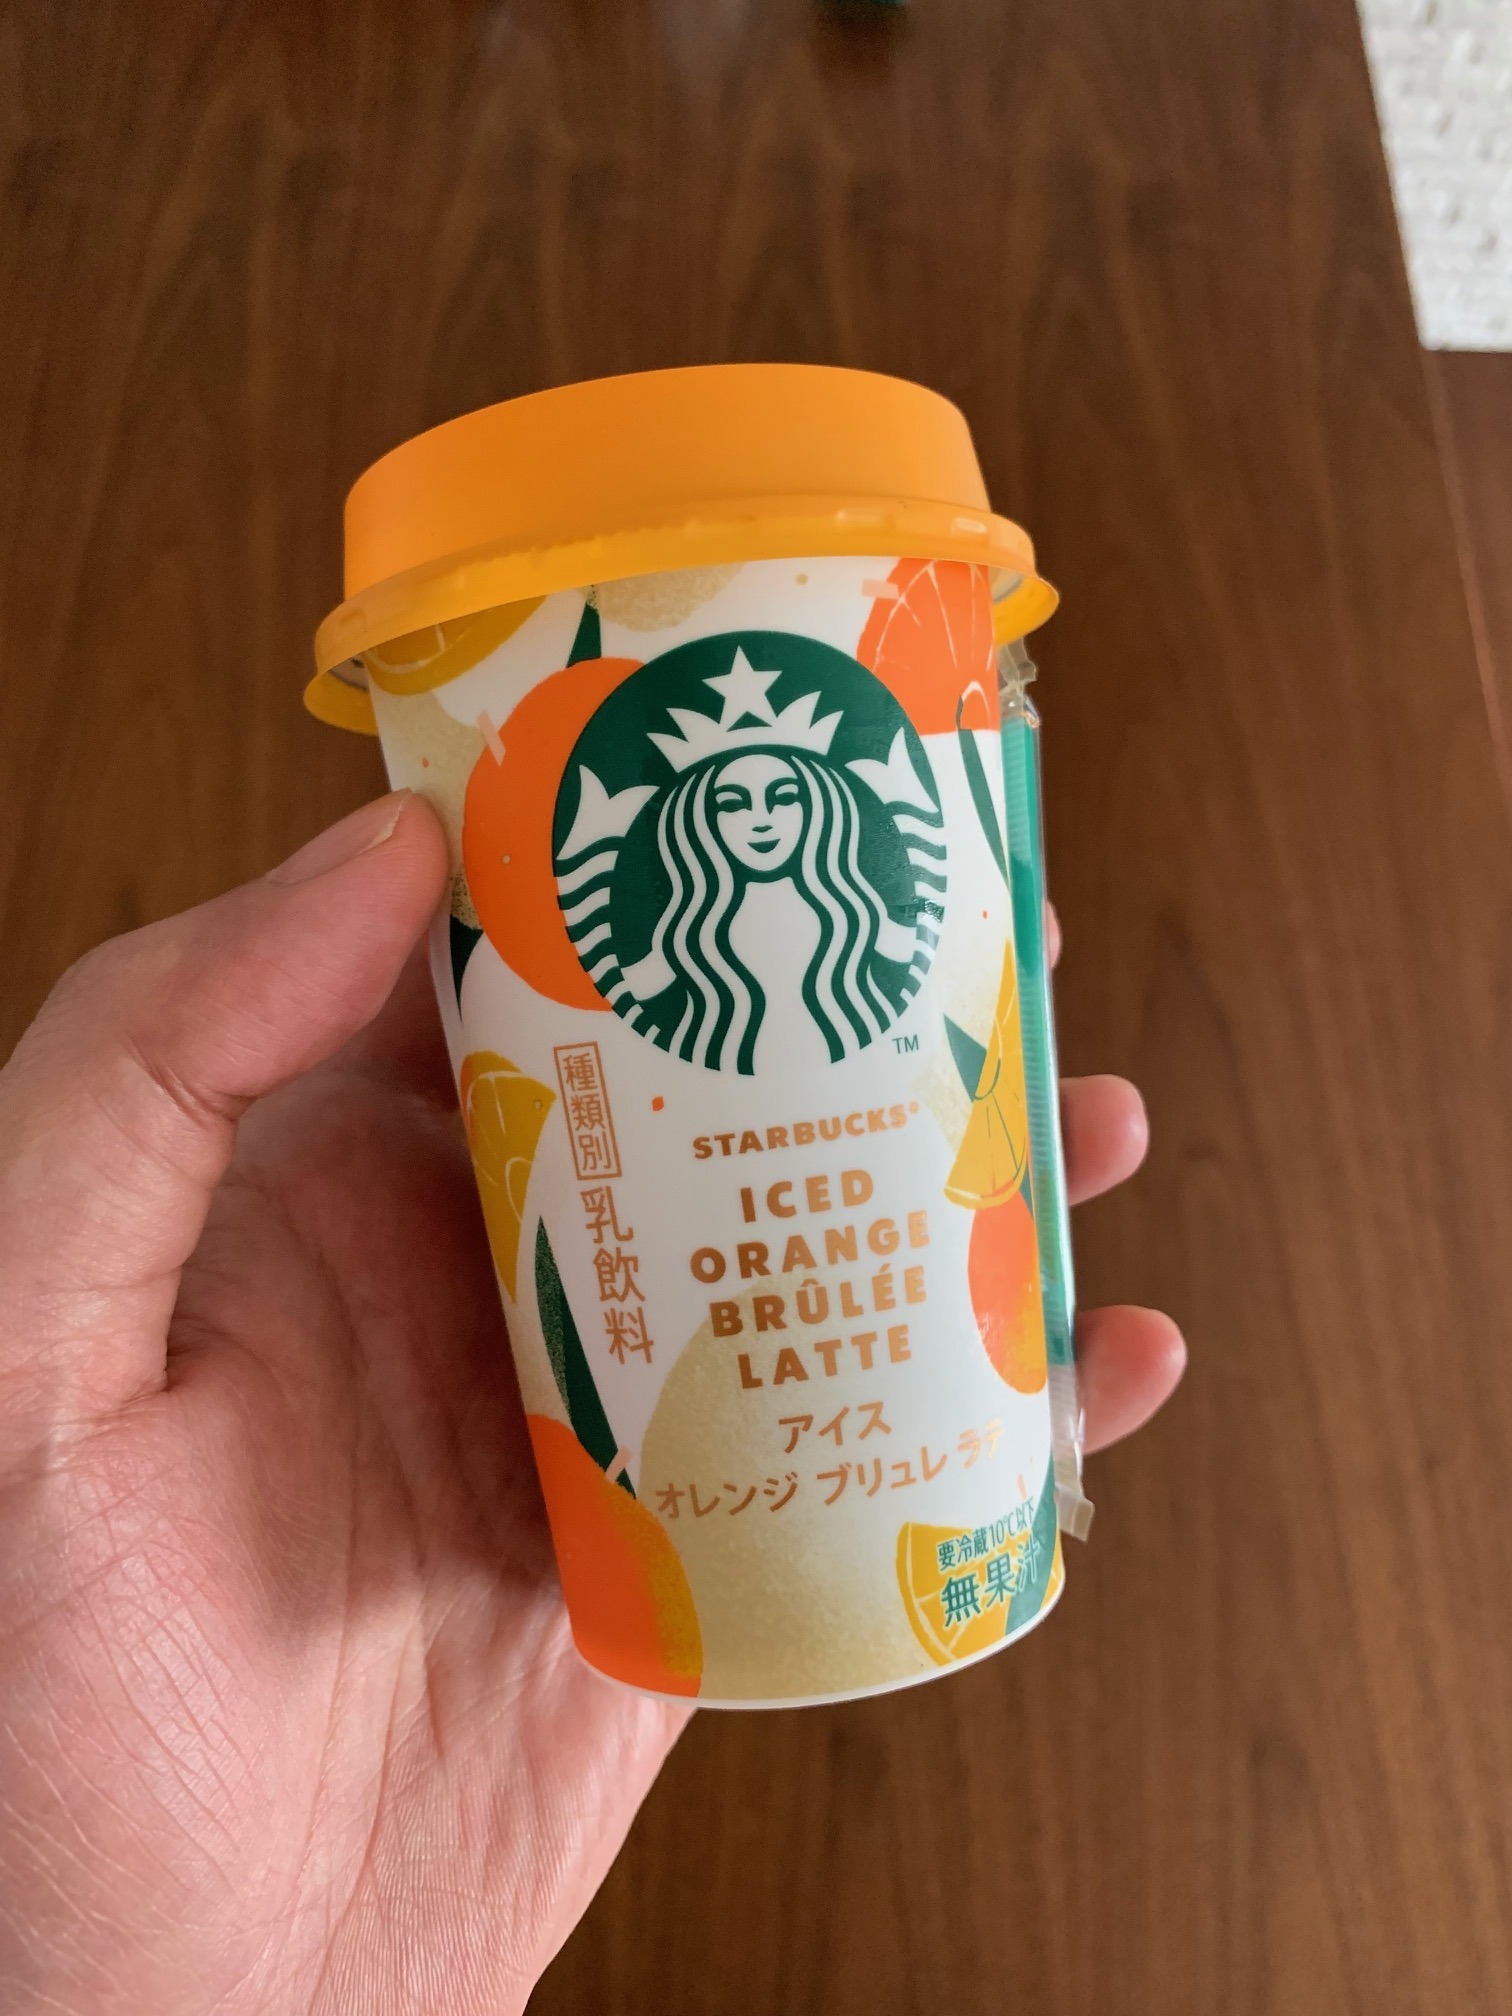 TM
種類別
乳飲料
STARBUCKS®
ICED
ORANGE
BRÛLÉE
LATTE
アイス
オレンジ ブリュレ ラテ
要冷蔵10℃以下
無果汁